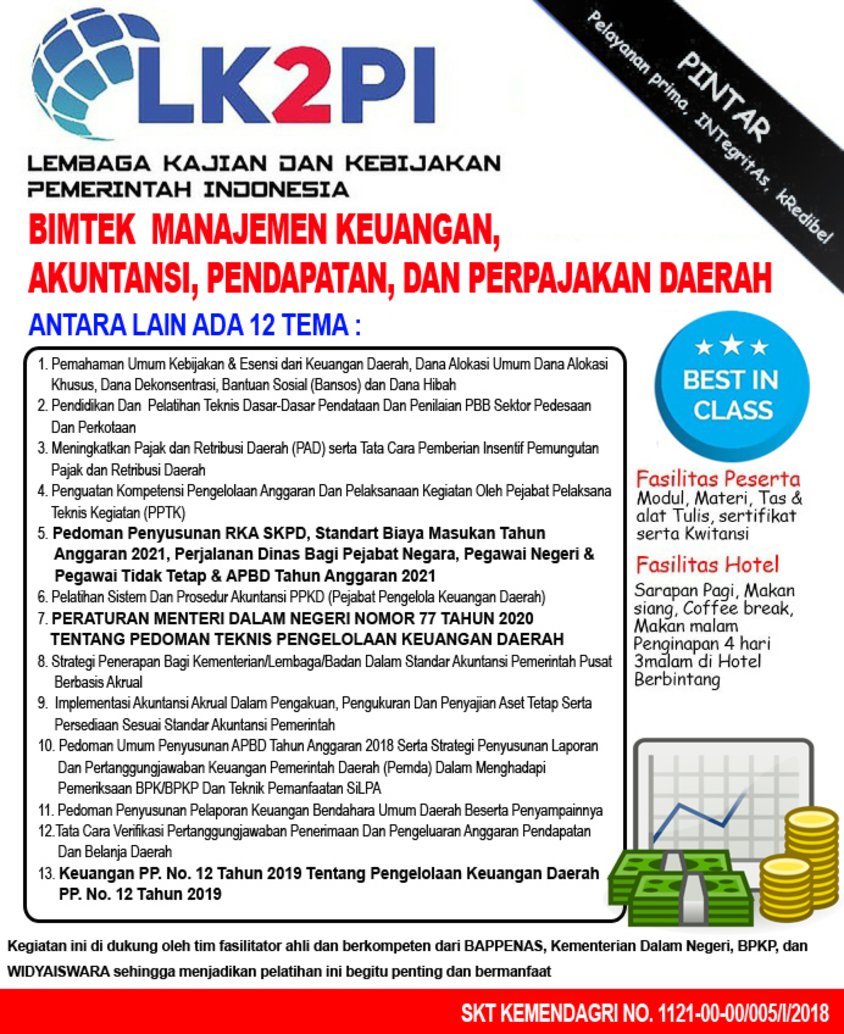 LK2PI
LEMBAGA KAJIAN DAN KEBIJAKAN
PEMERINTAH INDONESIA
PINTAR
Pelayanan prima, INTegritAs, kRedibel
BIMTEK MANAJEMEN KEUANGAN,
AKUNTANSI, PENDAPATAN, DAN PERPAJAKAN DAERAH
ANTARA LAIN ADA 12 TEMA :
1. Pemahaman Umum Kebijakan & Esensi dari Keuangan Daerah, Dana Alokasi Umum Dana Alokasi
Khusus, Dana Dekonsentrasi, Bantuan Sosial (Bansos) dan Dana Hibah
2. Pendidikan Dan Pelatihan Teknis Dasar-Dasar Pendataan Dan Penilaian PBB Sektor Pedesaan
Dan Perkotaan
3. Meningkatkan Pajak dan Retribusi Daerah (PAD) serta Tata Cara Pemberian Insentif Pemungutan
Pajak dan Retribusi Daerah
4. Penguatan Kompetensi Pengelolaan Anggaran Dan Pelaksanaan Kegiatan Oleh Pejabat Pelaksana
Teknis Kegiatan (PPTK)
5. Pedoman Penyusunan RKA SKPD, Standart Biaya Masukan Tahun
Anggaran 2021, Perjalanan Dinas Bagi Pejabat Negara, Pegawai Negeri &
Pegawai Tidak Tetap & APBD Tahun Anggaran 2021
6. Pelatihan Sistem Dan Prosedur Akuntansi PPKD (Pejabat Pengelola Keuangan Daerah)
7. PERATURAN MENTERI DALAM NEGERI NOMOR 77 TAHUN 2020
TENTANG PEDOMAN TEKNIS PENGELOLAAN KEUANGAN DAERAH
8. Strategi Penerapan Bagi Kementerian/Lembaga/Badan Dalam Standar Akuntansi Pemerintah Pusat
Berbasis Akrual
9. Implementasi Akuntansi Akrual Dalam Pengakuan, Pengukuran Dan Penyajian Aset Tetap Serta
Persediaan Sesuai Standar Akuntansi Pemerintah
10. Pedoman Umum Penyusunan APBD Tahun Anggaran 2018 Serta Strategi Penyusunan Laporan
Dan Pertanggungjawaban Keuangan Pemerintah Daerah (Pemda) Dalam Menghadapi
Pemeriksaan BPK/BPKP Dan Teknik Pemanfaatan SiLPA
11. Pedoman Penyusunan Pelaporan Keuangan Bendahara Umum Daerah Beserta Penyampainnya
12.Tata Cara Verifikasi Pertanggungjawaban Penerimaan Dan Pengeluaran Anggaran Pendapatan
Dan Belanja Daerah
13. Keuangan PP. No. 12 Tahun 2019 Tentang Pengelolaan Keuangan Daerah
PP. No. 12 Tahun 2019
BEST IN
CLASS
Fasilitas Peserta
Modul, Materi, Tas &
alat Tulis, sertifikat
serta Kwitansi
Fasilitas Hotel
Sarapan Pagi, Makan
siang, Coffee break,
Makan malam
Penginapan 4 hari
3malam di Hotel
Berbintang
Kegiatan ini di dukung oleh tim fasilitator ahli dan berkompeten dari BAPPENAS, Kementerian Dalam Negeri, BPKP, dan
WIDYAISWARA sehingga menjadikan pelatihan ini begitu penting dan bermanfaat
SKT KEMENDAGRI NO. 1121-00-00/005/I/2018